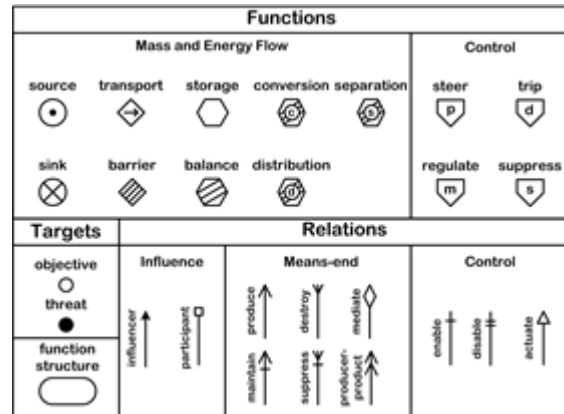 Functions
Mass and Energy Flow
Control
source transport storage conversion separation
c s
sink barrier balance distribution
d
steer trip
p d
regulate suppress
m s
Targets
objective
threat
function
structure
Relations
Influence
influencer
participant
Means-end
produce
destroy
mediate
maintain
suppress
producer-
product
Control
enable
disable
actuate